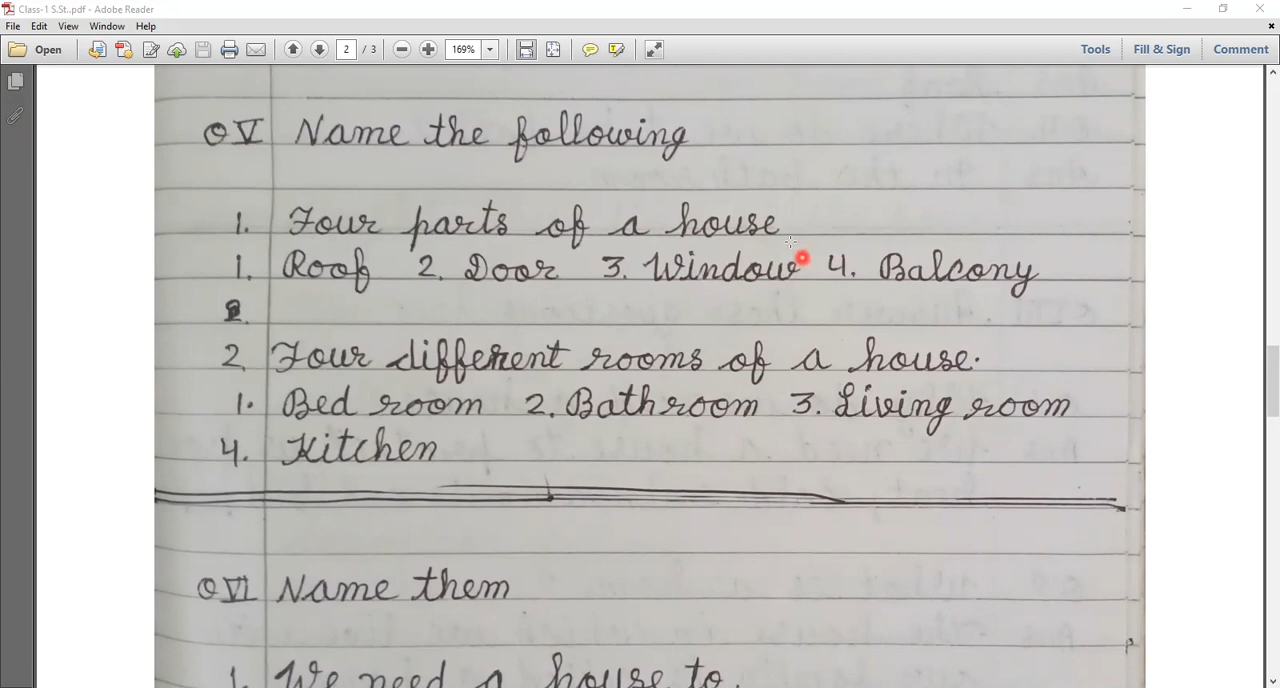 Class-1 S.St..pdf - Adobe Reader
File Edit View Window Help
Open 2 / 3 169% Tools Fill & Sign Comment
Q V Name the following
1. Four parts of a house
1. Roof 2. Door 3. Window 4. Balcony
2. Four different rooms of a house.
1. Bed room 2. Bathroom 3. Living room
4. Kitchen
Q VI Name them
1. We need a house to.